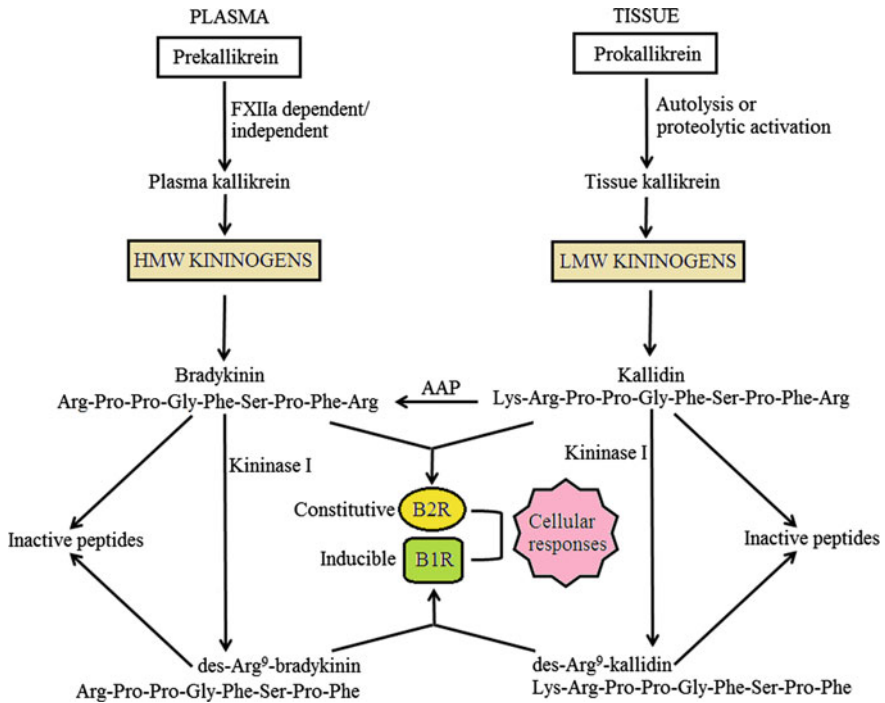 PLASMA
TISSUE
Prekallikrein
Prokallikrein
FXIIa dependent/
independent
Autolysis or
proteolytic activation
Plasma kallikrein
Tissue kallikrein
HMW KININOGENS
LMW KININOGENS
Bradykinin
Arg-Pro-Pro-Gly-Phe-Ser-Pro-Phe-Arg
AAP
Kallidin
Lys-Arg-Pro-Pro-Gly-Phe-Ser-Pro-Phe-Arg
Kininase I
Kininase I
Constitutive
B2R
Cellular
responses
Inducible
B1R
Inactive peptides
Inactive peptides
des-Arg⁹-bradykinin
Arg-Pro-Pro-Gly-Phe-Ser-Pro-Phe
des-Arg⁹-kallidin
Lys-Arg-Pro-Pro-Gly-Phe-Ser-Pro-Phe